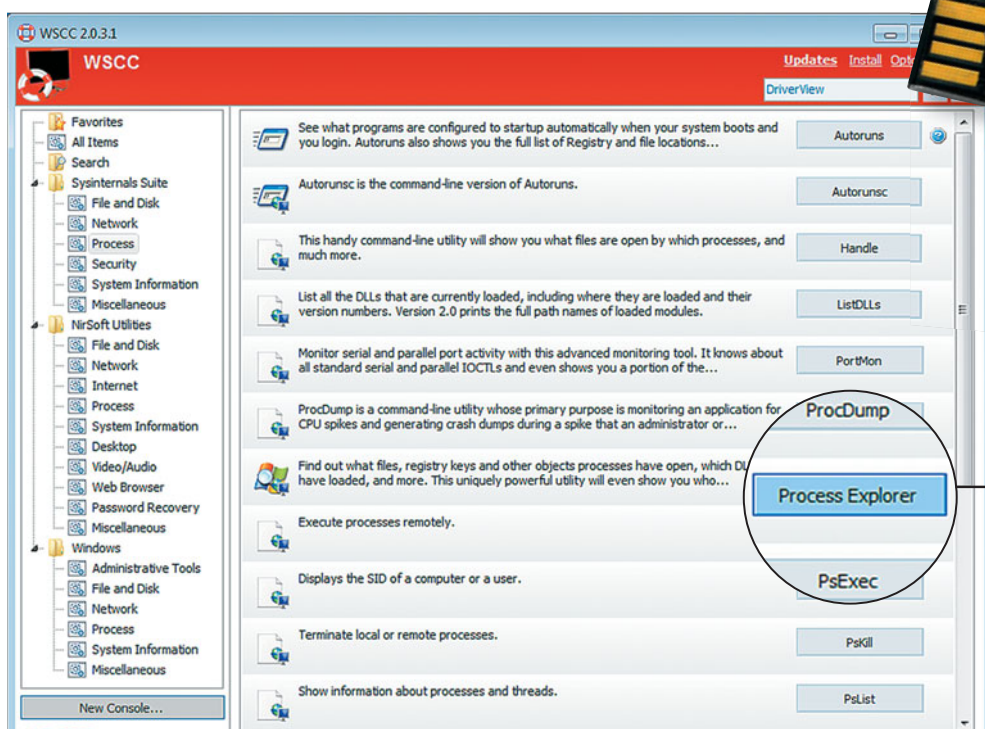 WSCC 2.0.3.1
WSCC
Updates Install
DriverView
Favorites
All Items
Search
Sysinternals Suite
File and Disk
Network
Process
Security
System Information
Miscellaneous
NirSoft Utilities
File and Disk
Network
Internet
Process
System Information
Desktop
Video/Audio
Web Browser
Password Recovery
Miscellaneous
Windows
Administrative Tools
File and Disk
Network
Process
System Information
Miscellaneous
New Console...
See what programs are configured to startup automatically when your system boots and
you login. Autoruns also shows you the full list of Registry and file locations...
Autoruns
Autorunsc is the command-line version of Autoruns.
Autorunsc
This handy command-line utility will show you what files are open by which processes, and
much more.
Handle
List all the DLLs that are currently loaded, including where they are loaded and their
version numbers. Version 2.0 prints the full path names of loaded modules.
ListDLLs
Monitor serial and parallel port activity with this advanced monitoring tool. It knows about
all standard serial and parallel IOCTLs and even shows you a portion of the...
PortMon
ProcDump is a command-line utility whose primary purpose is monitoring an application for
CPU spikes and generating crash dumps during a spike that an administrator or...
ProcDump
Find out what files, registry keys and other objects processes have open, which
have loaded, and more. This uniquely powerful utility will even show you who...
Process Explorer
Execute processes remotely.
PsExec
Displays the SID of a computer or a user.
Terminate local or remote processes.
PsKill
Show information about processes and threads.
PsList